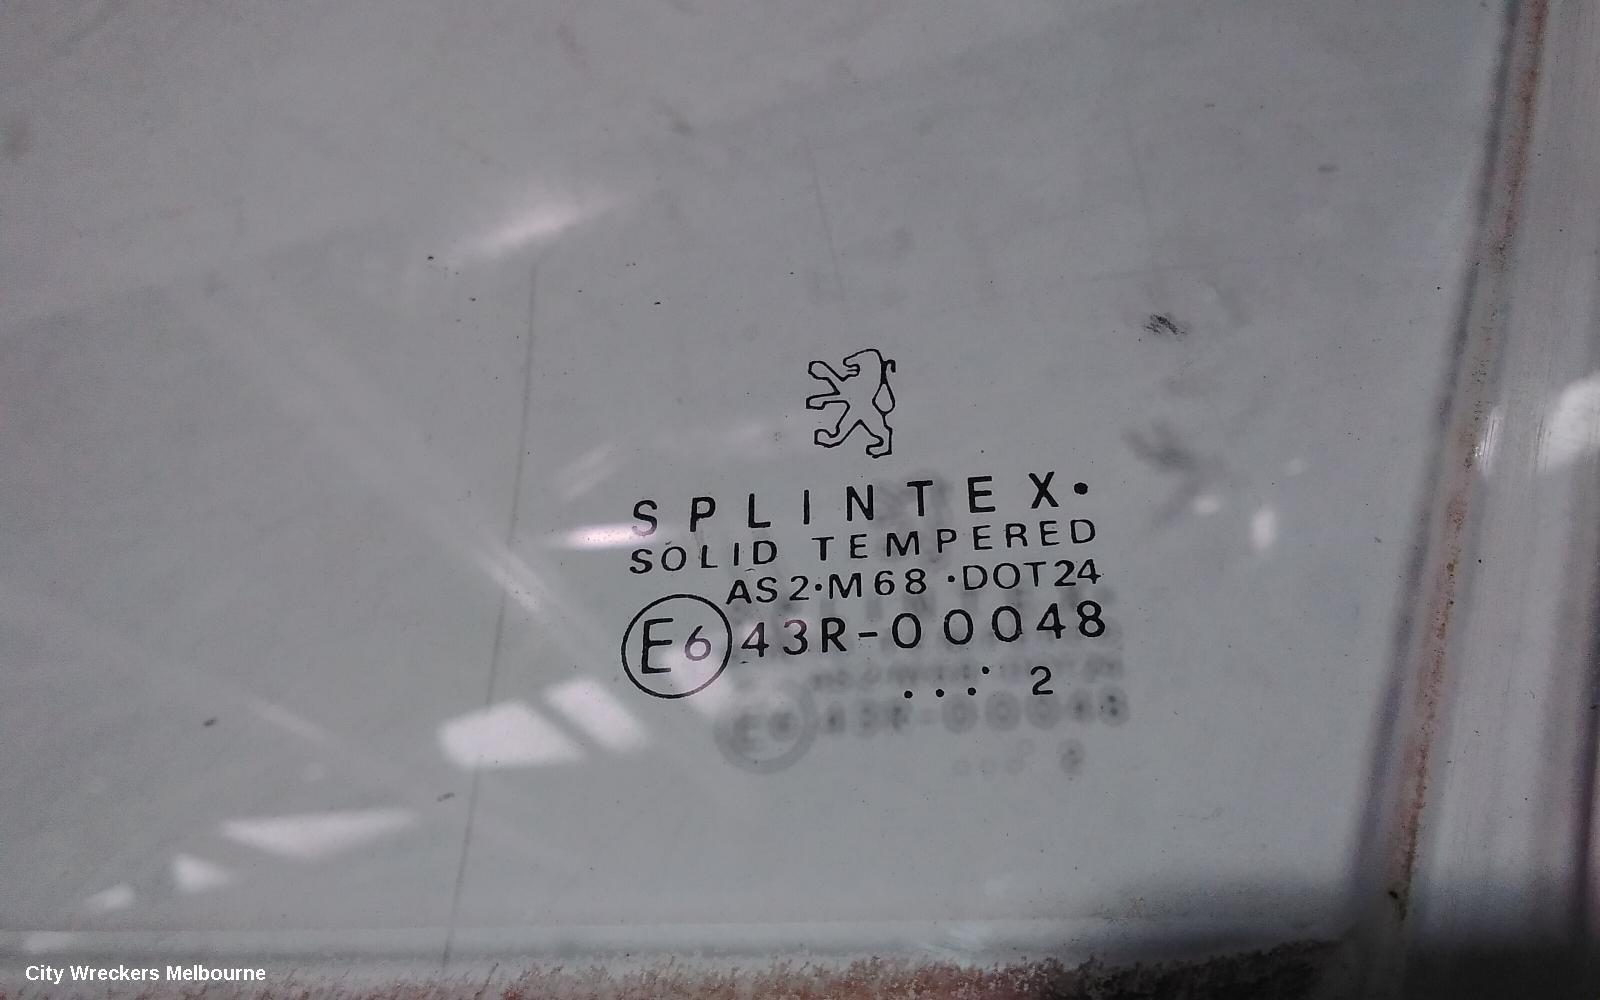 SPLINTEX•
SOLID TEMPERED
AS2•M68 •DOT24
E6 43R-00048
...• 2
City Wreckers Melbourne